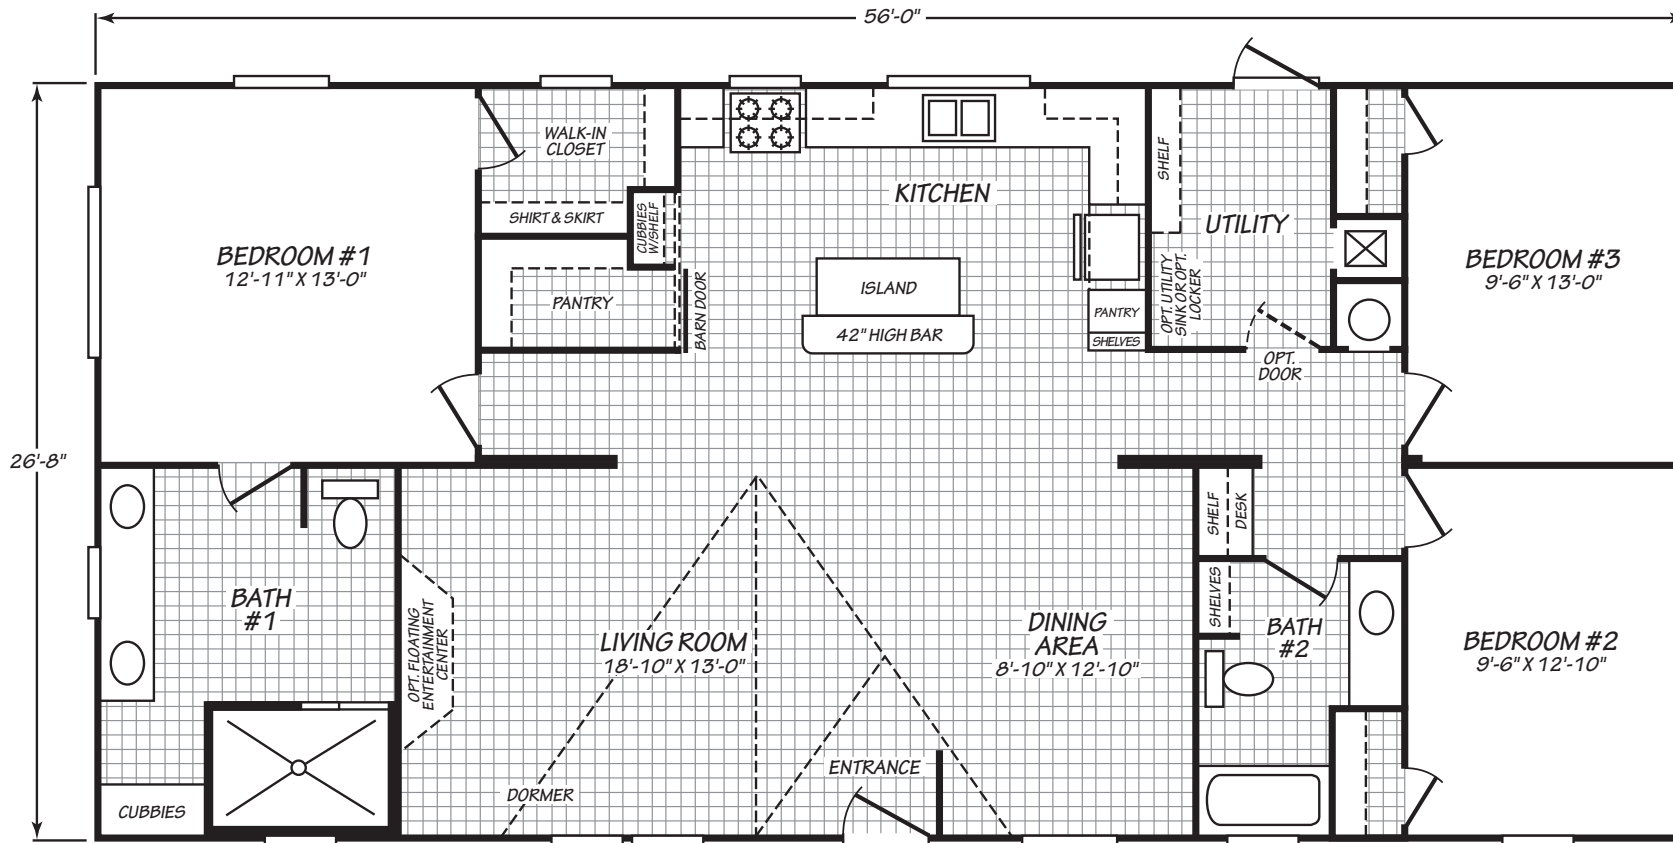 56'-0"
26'-8"
BEDROOM #1
12'-11" X 13'-0"
WALK-IN
CLOSET
SHIRT & SKIRT
CUBBIES
W/SHELF
PANTRY
BARN DOOR
KITCHEN
ISLAND
42" HIGH BAR
PANTRY
SHELVES
SHELF
UTILITY
OPT. UTILITY
SINK OR OPT.
LOCKER
OPT.
DOOR
BEDROOM #3
9'-6" X 13'-0"
BATH
#1
CUBBIES
OPT. FLOATING
ENTERTAINMENT
CENTER
LIVING ROOM
18'-10" X 13'-0"
DORMER
ENTRANCE
DINING
AREA
8'-10" X 12'-10"
SHELF
DESK
SHELVES
BATH
#2
BEDROOM #2
9'-6" X 12'-10"